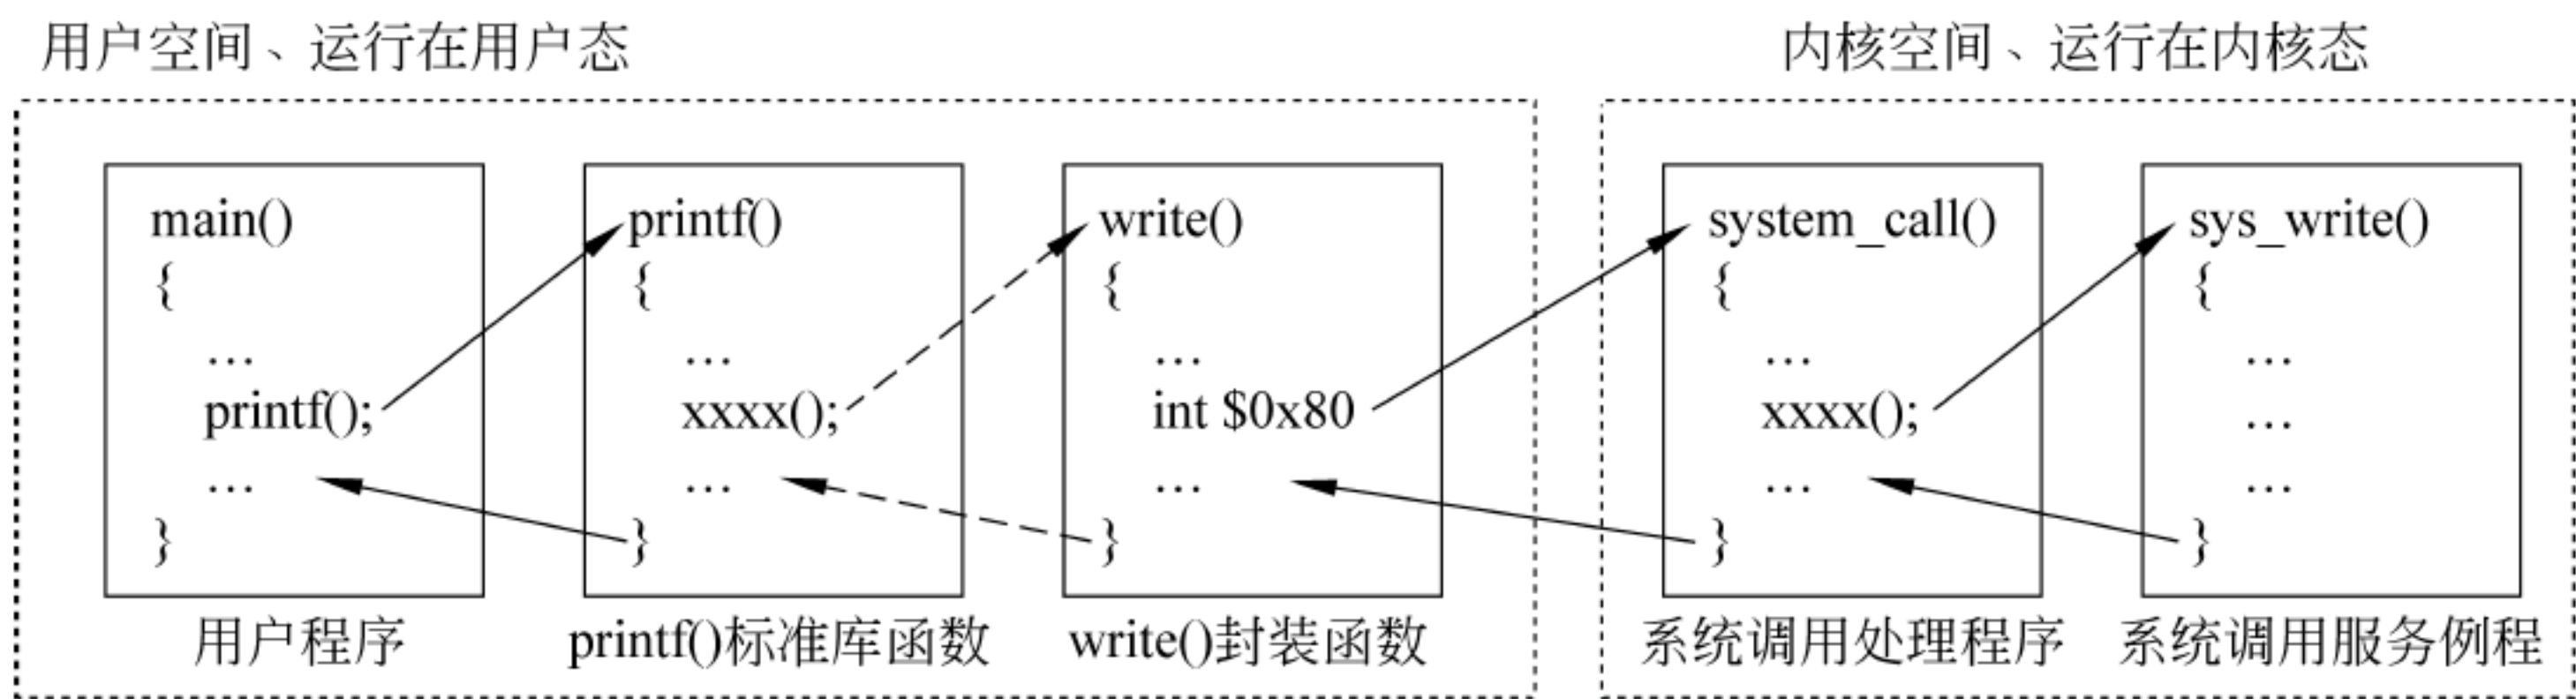 用户空间、运行在用户态
内核空间、运行在内核态
main()
{
…
printf();
…
}
用户程序
printf()
{
…
xxxx();
…
}
printf()标准库函数
write()
{
…
int $0x80
…
}
write()封装函数
system_call()
{
…
xxxx();
…
}
系统调用处理程序
sys_write()
{
…
…
…
}
系统调用服务例程